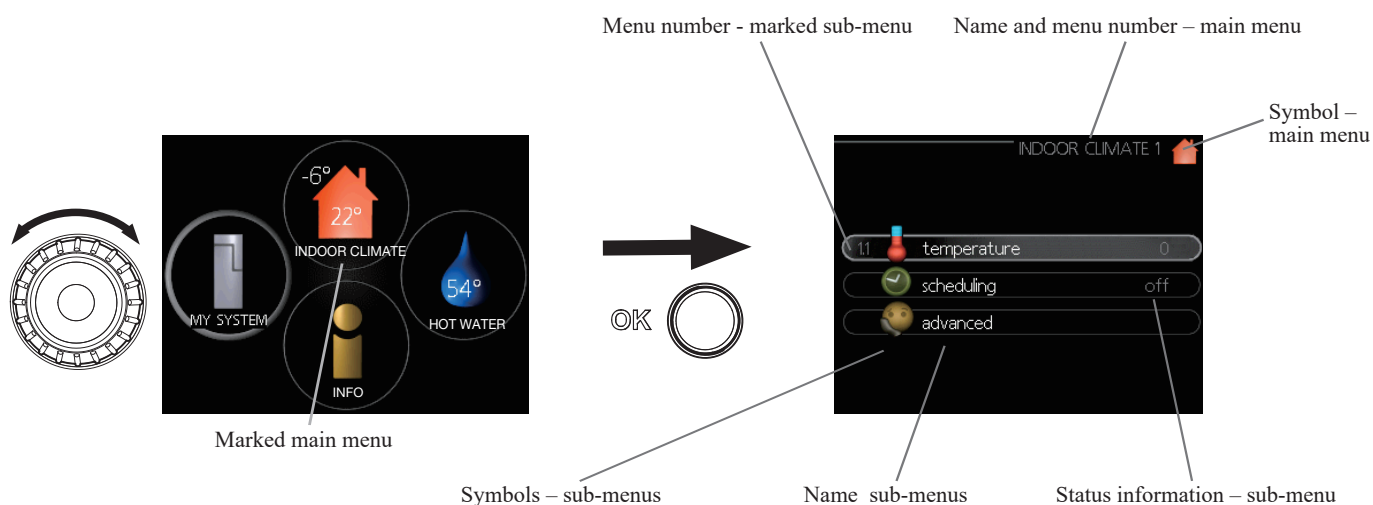 Menu number - marked sub-menu
Name and menu number – main menu
Symbol –
main menu
-6°
22°
INDOOR CLIMATE
MY SYSTEM
54°
HOT WATER
INFO
Marked main menu
OK
INDOOR CLIMATE 1
1.1 temperature 0
scheduling off
advanced
Symbols – sub-menus
Name sub-menus
Status information – sub-menu